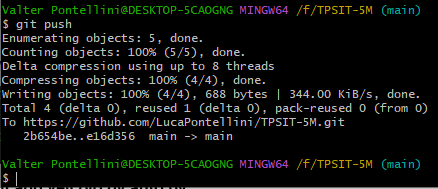 Valter Pontellini@DESKTOP-5CAOGNG MINGW64 /f/TPSIT-5M (main)
$ git push
Enumerating objects: 5, done.
Counting objects: 100% (5/5), done.
Delta compression using up to 8 threads
Compressing objects: 100% (4/4), done.
Writing objects: 100% (4/4), 688 bytes | 344.00 KiB/s, done.
Total 4 (delta 0), reused 1 (delta 0), pack-reused 0 (from 0)
To https://github.com/LucaPontellini/TPSIT-5M.git
   2b654be..e16d356  main -> main

Valter Pontellini@DESKTOP-5CAOGNG MINGW64 /f/TPSIT-5M (main)
$